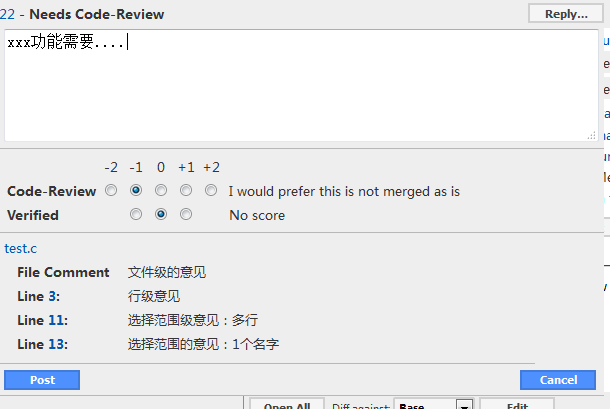 22 - Needs Code-Review
Reply...
xxx功能需要....
-2 -1 0 +1 +2
Code-Review I would prefer this is not merged as is
Verified No score
test.c
File Comment 文件级的意见
Line 3: 行级意见
Line 11: 选择范围级意见：多行
Line 13: 选择范围的意见：1个名字
Post Cancel
Open All Diff against: Base Edit